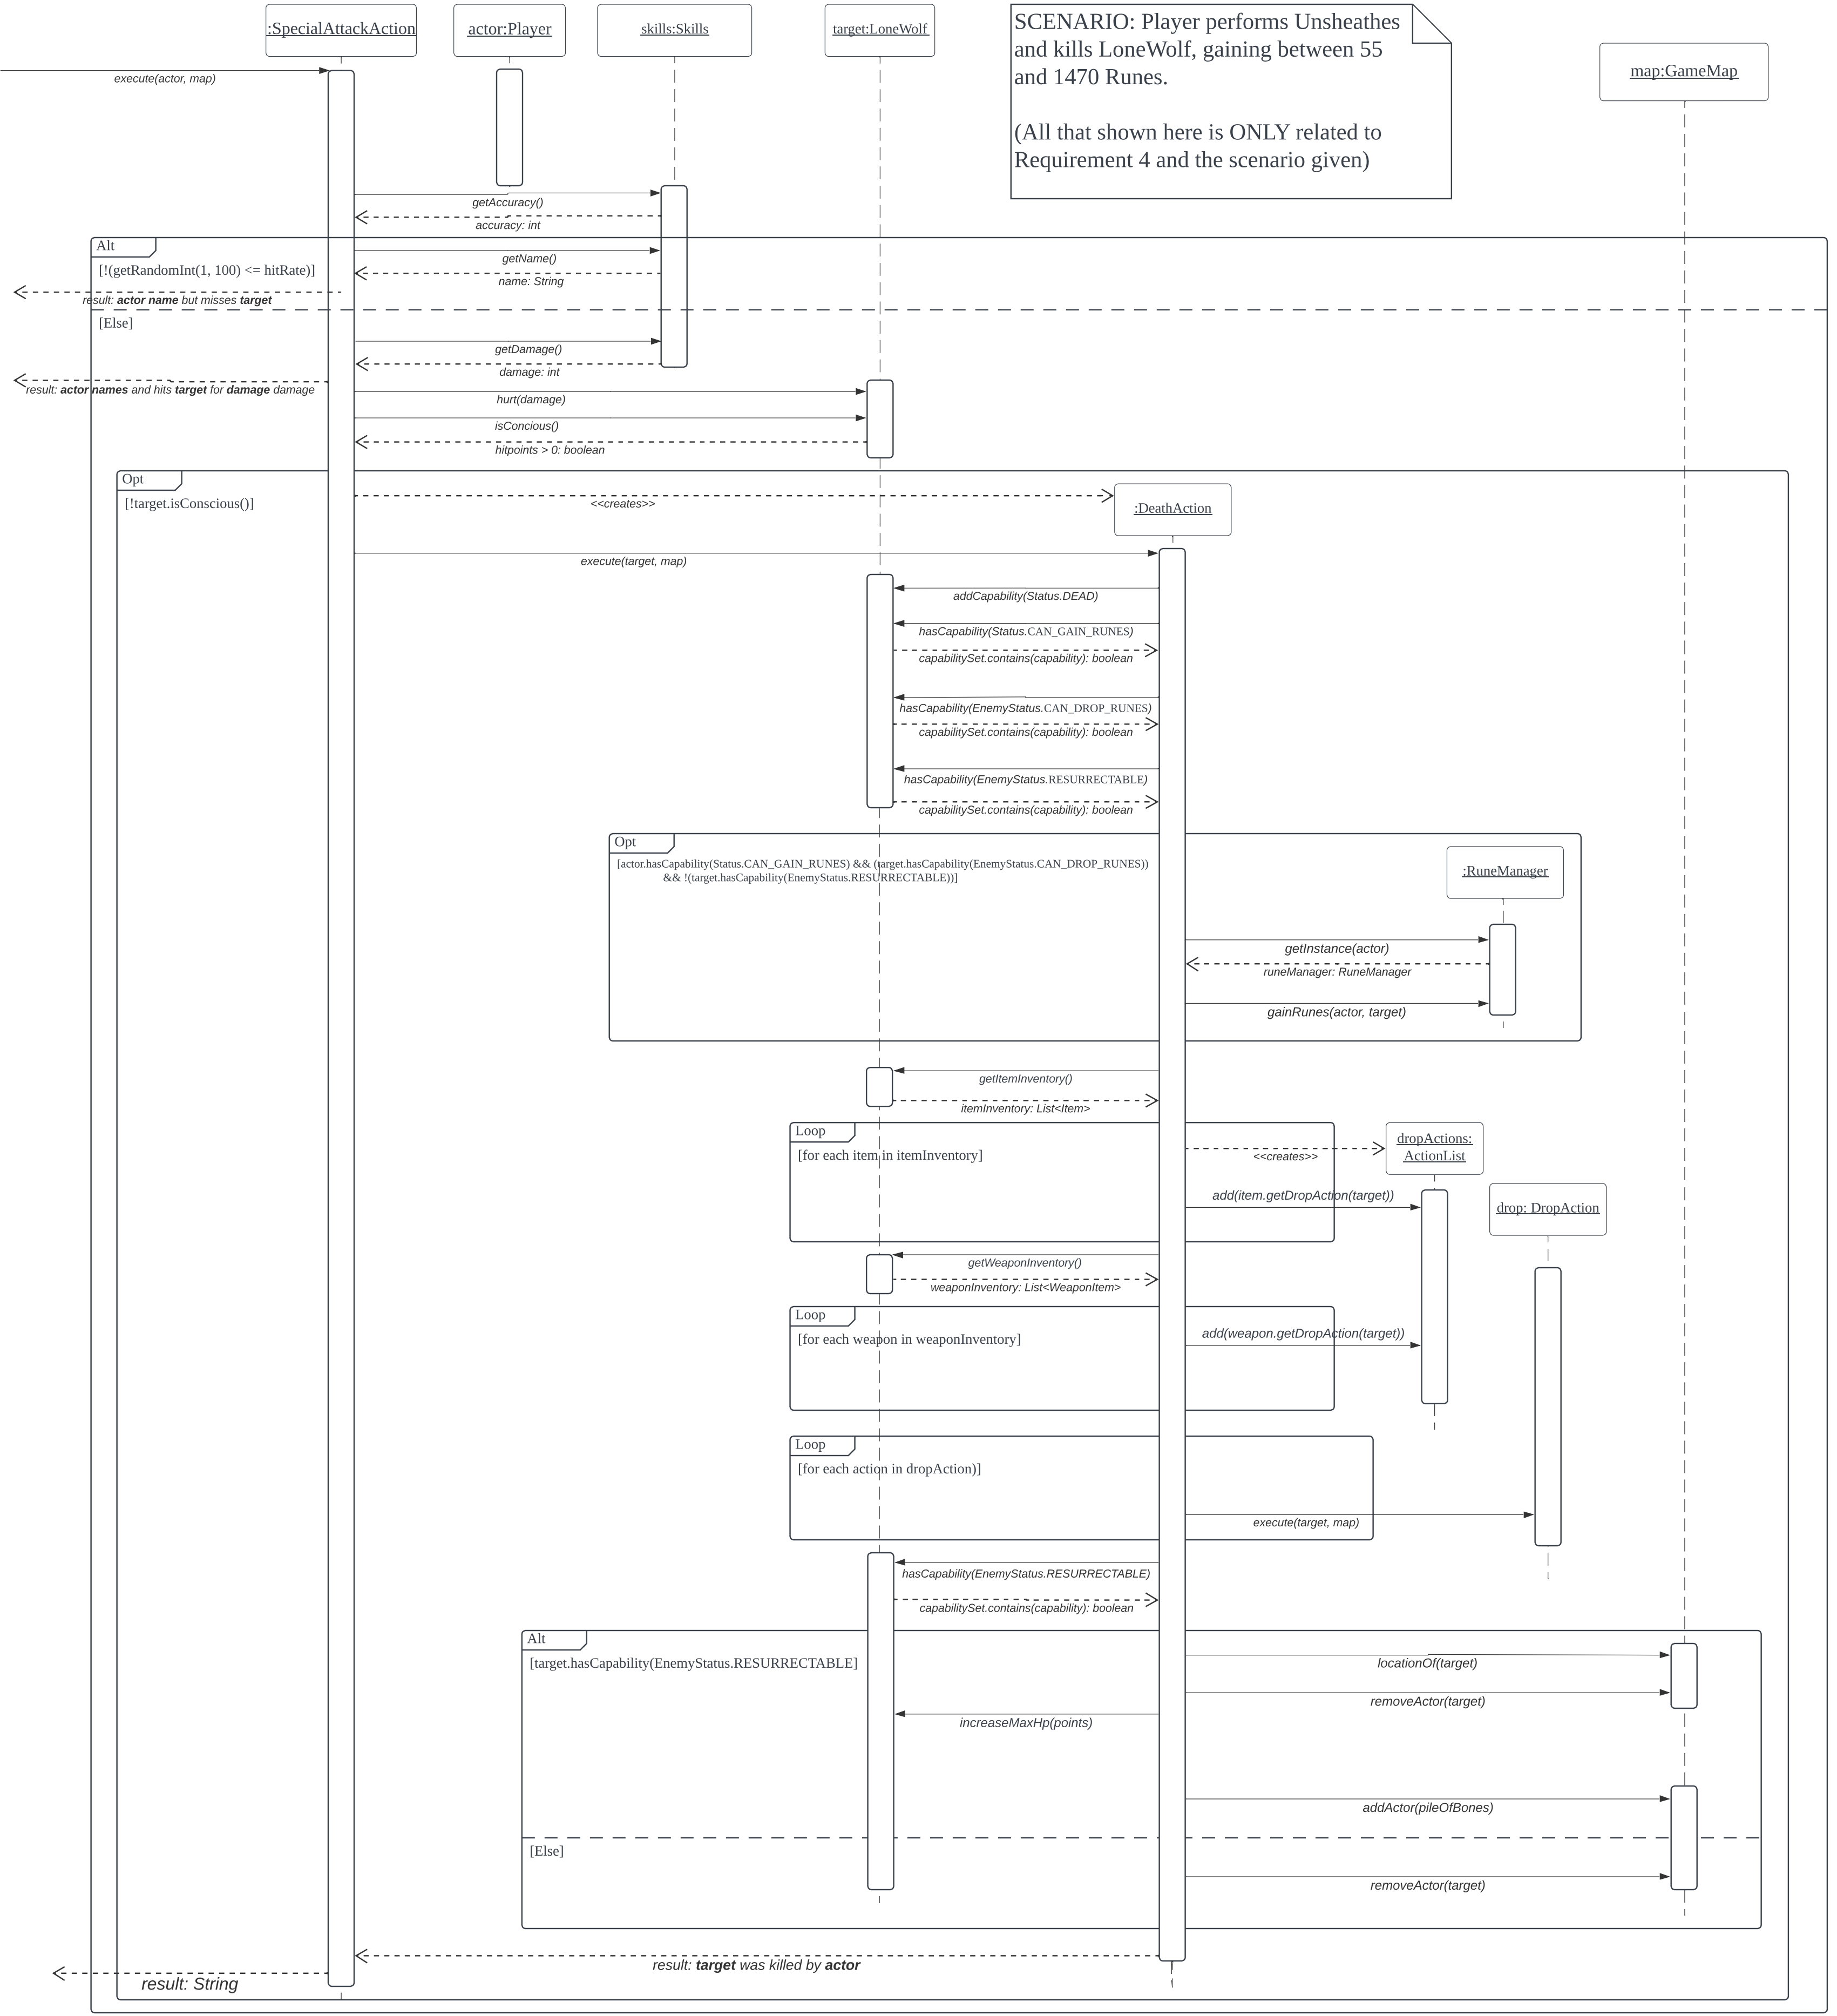 :SpecialAttackAction
actor:Player
skills:Skills
target:LoneWolf
SCENARIO: Player performs Unsheathes
and kills LoneWolf, gaining between 55
and 1470 Runes.
(All that shown here is ONLY related to
Requirement 4 and the scenario given)
map:GameMap
execute(actor, map)
getAccuracy()
accuracy: int
Alt
[!(getRandomInt(1, 100) <= hitRate)]
getName()
name: String
result: actor name but misses target
[Else]
getDamage()
damage: int
result: actor names and hits target for damage damage
hurt(damage)
isConcious()
hitpoints > 0: boolean
Opt
[!target.isConscious()]
<<creates>>
:DeathAction
execute(target, map)
addCapability(Status.DEAD)
hasCapability(Status.CAN_GAIN_RUNES)
capabilitySet.contains(capability): boolean
hasCapability(EnemyStatus.CAN_DROP_RUNES)
capabilitySet.contains(capability): boolean
hasCapability(EnemyStatus.RESURRECTABLE)
capabilitySet.contains(capability): boolean
Opt
[actor.hasCapability(Status.CAN_GAIN_RUNES) && (target.hasCapability(EnemyStatus.CAN_DROP_RUNES))
&& !(target.hasCapability(EnemyStatus.RESURRECTABLE))]
:RuneManager
getInstance(actor)
runeManager: RuneManager
gainRunes(actor, target)
getItemInventory()
itemInventory: List<Item>
Loop
[for each item in itemInventory]
<<creates>>
dropActions:
ActionList
add(item.getDropAction(target))
drop: DropAction
getWeaponInventory()
weaponInventory: List<WeaponItem>
Loop
[for each weapon in weaponInventory]
add(weapon.getDropAction(target))
Loop
[for each action in dropAction)]
execute(target, map)
hasCapability(EnemyStatus.RESURRECTABLE)
capabilitySet.contains(capability): boolean
Alt
[target.hasCapability(EnemyStatus.RESURRECTABLE]
locationOf(target)
removeActor(target)
increaseMaxHp(points)
addActor(pileOfBones)
[Else]
removeActor(target)
result: target was killed by actor
result: String